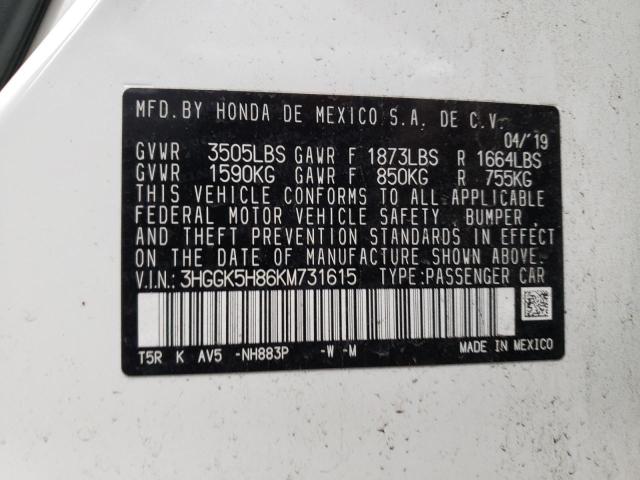 MFD. BY HONDA DE MEXICO S.A. DE C.V.
04/'19
GVWR 3505LBS GAWR F 1873LBS R 1664LBS
GVWR 1590KG GAWR F 850KG R 755KG
THIS VEHICLE CONFORMS TO ALL APPLICABLE
FEDERAL MOTOR VEHICLE SAFETY, BUMPER,
AND THEFT PREVENTION STANDARDS IN EFFECT
ON THE DATE OF MANUFACTURE SHOWN ABOVE.
V.I.N.: 3HGGK5H86KM731615 TYPE:PASSENGER CAR
T5R K AV5 -NH883P -W -M MADE IN MEXICO